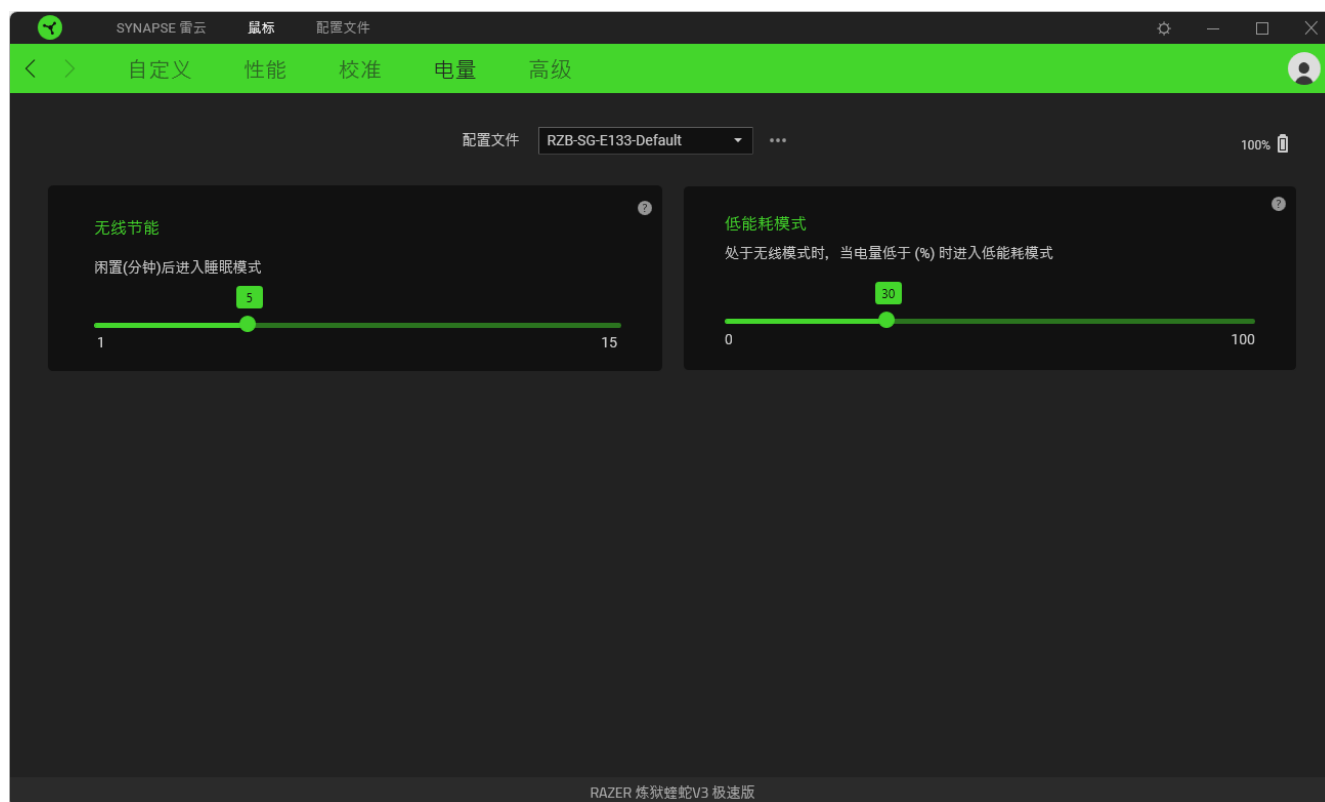 SYNAPSE 雷云 鼠标 配置文件
自定义 性能 校准 电量 高级
配置文件 RZB-SG-E133-Default
100%
无线节能
闲置(分钟)后进入睡眠模式
5
1 15
低能耗模式
处于无线模式时，当电量低于 (%) 时进入低能耗模式
30
0 100
RAZER 炼狱蝰蛇V3 极速版